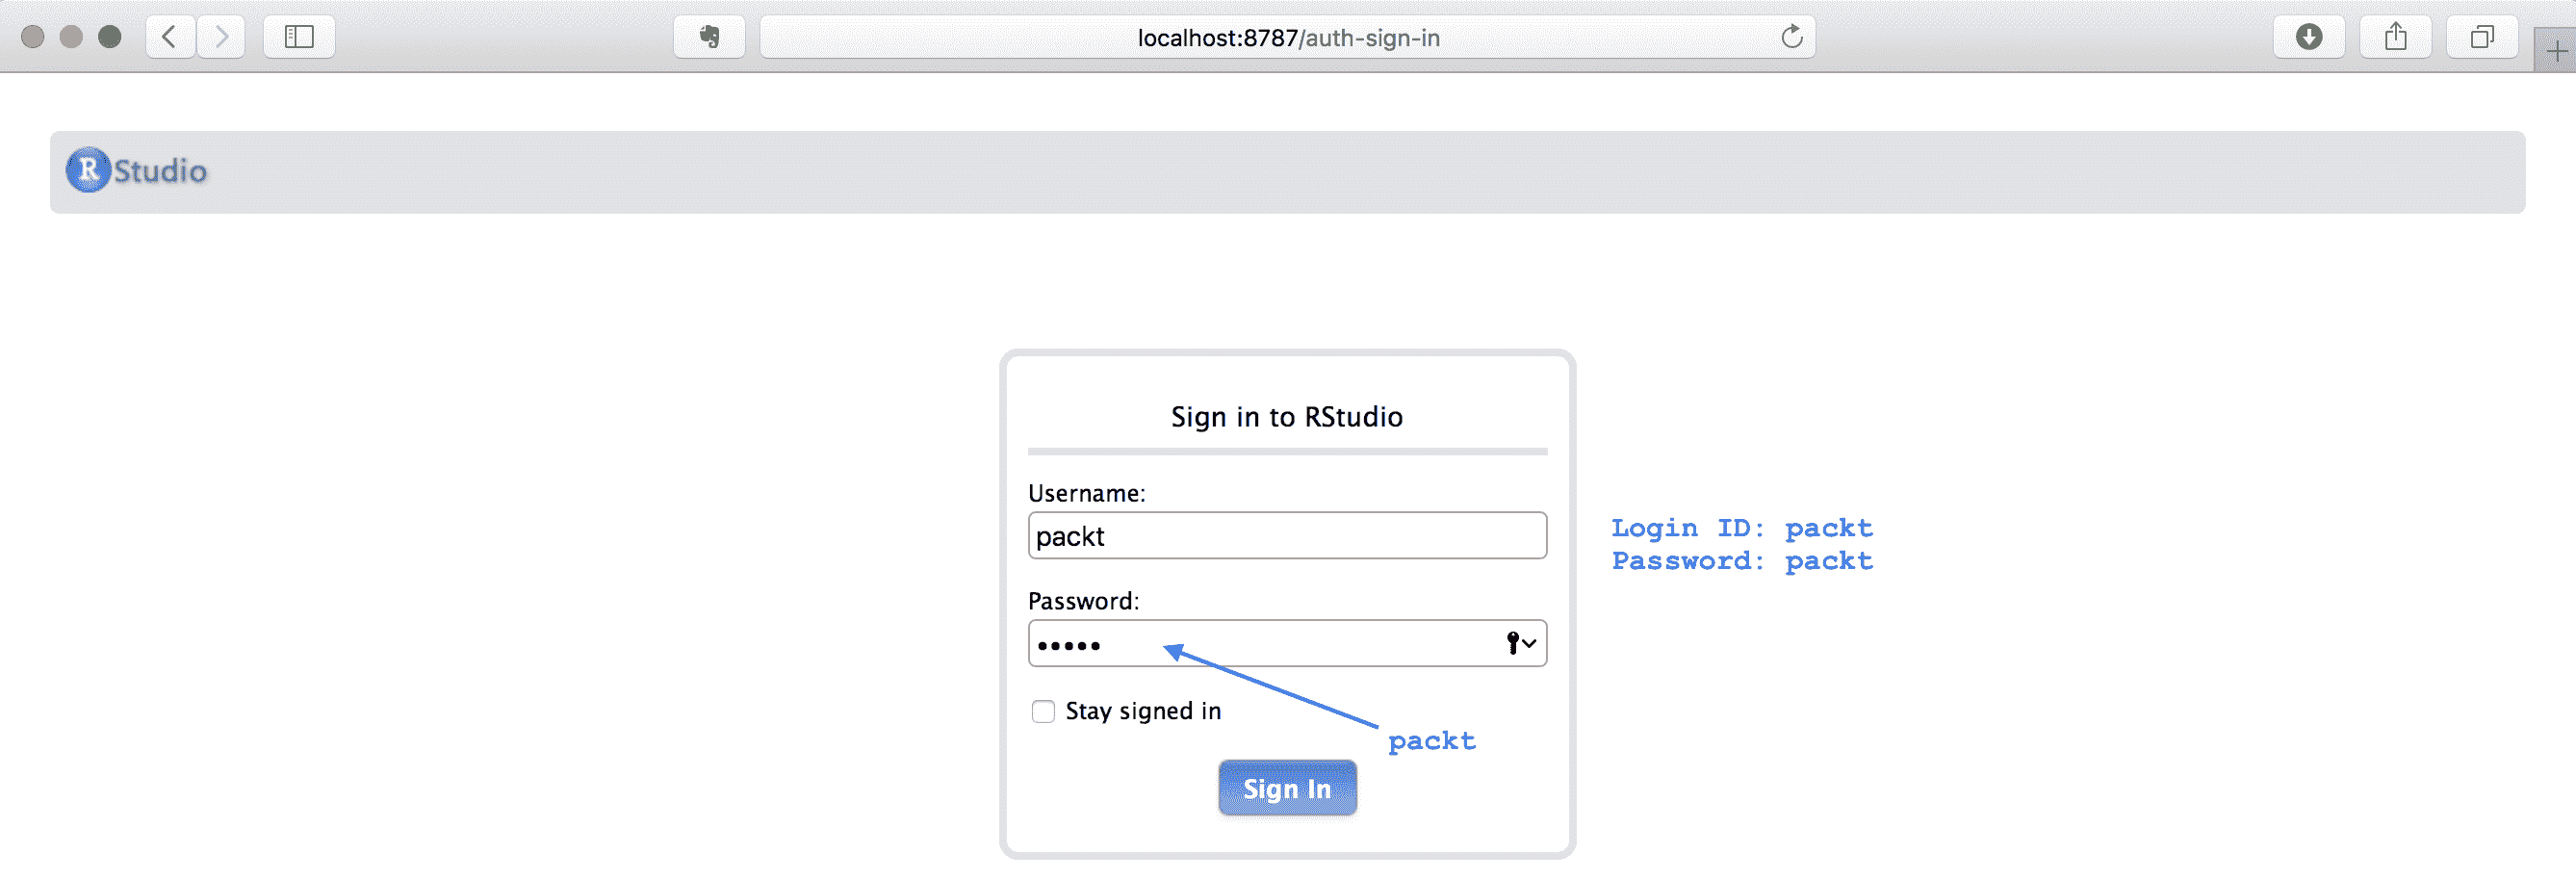 localhost:8787/auth-sign-in
R Studio
Sign in to RStudio
Username:
packt
Login ID: packt
Password: packt
Password:
•••••
Stay signed in
packt
Sign In